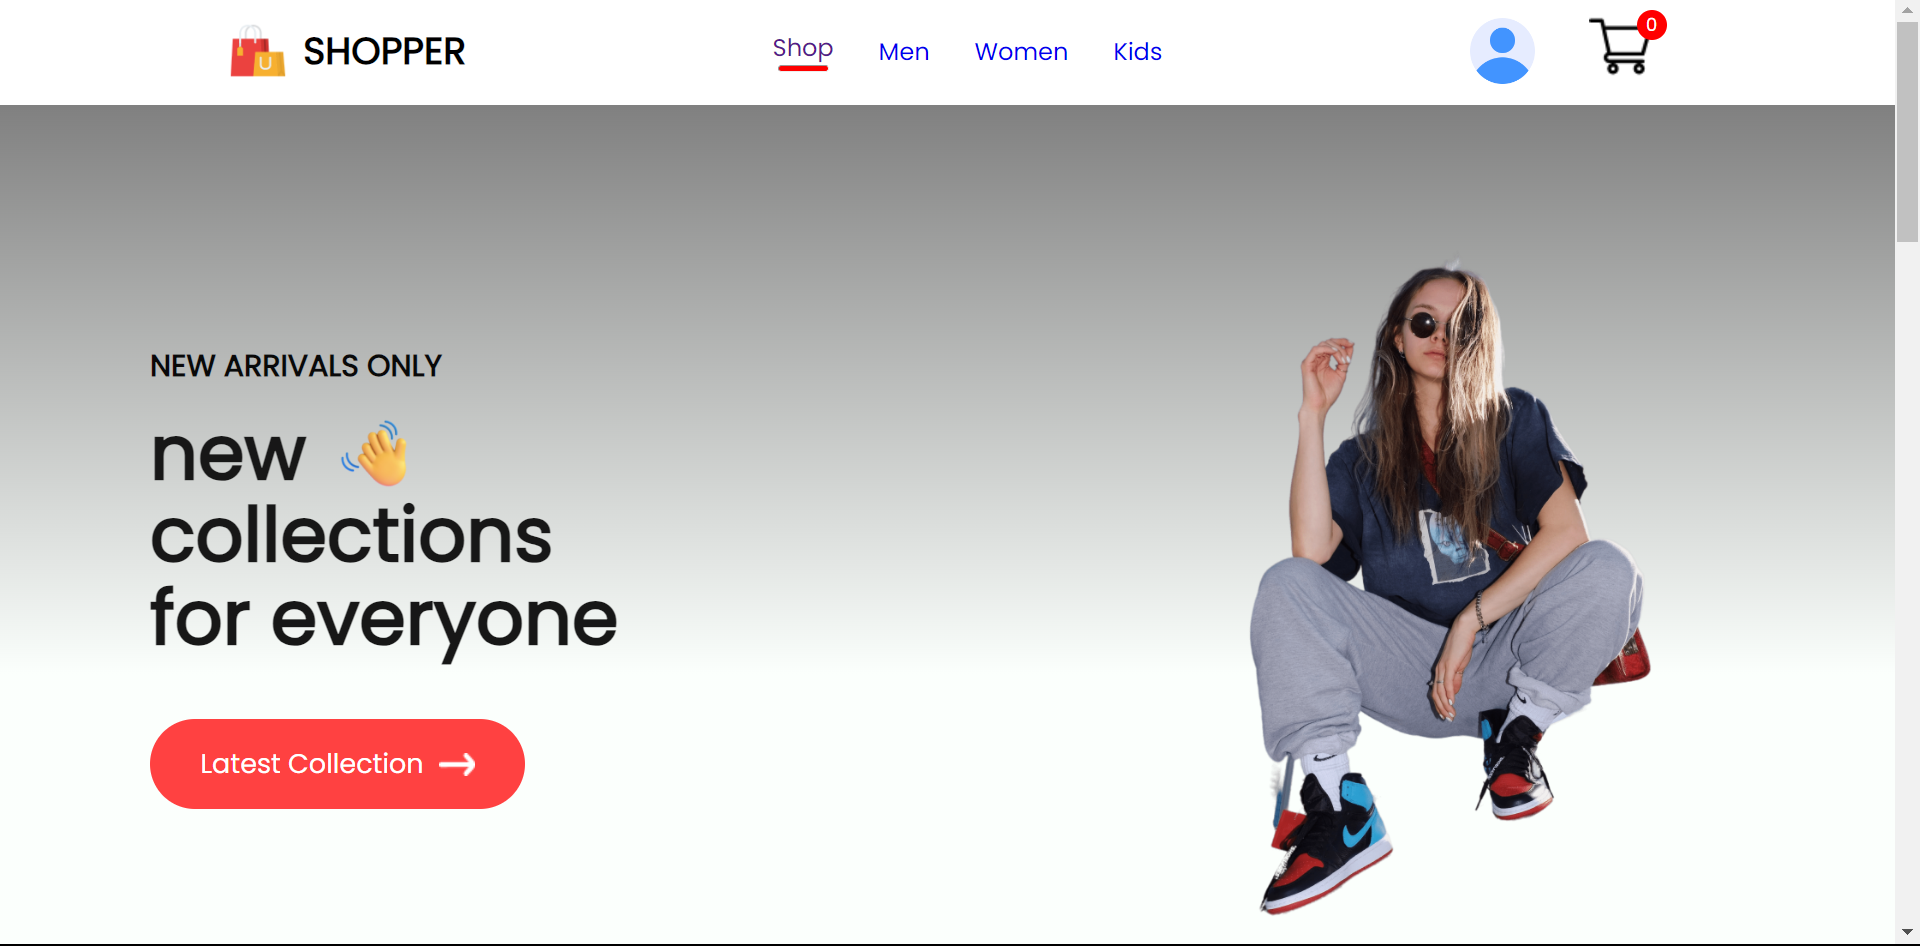 SHOPPER
Shop
Men
Women
Kids
0
NEW ARRIVALS ONLY
new
collections
for everyone
Latest Collection